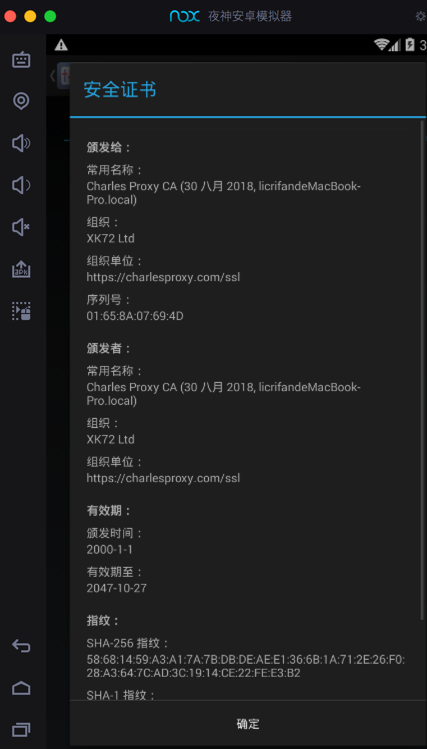 nox 夜神安卓模拟器
3
安全证书
颁发给：
常用名称：
Charles Proxy CA (30 八月 2018, licrifandeMacBook-
Pro.local)
组织：
XK72 Ltd
组织单位：
https://charlesproxy.com/ssl
序列号：
01:65:8A:07:69:4D
颁发者：
常用名称：
Charles Proxy CA (30 八月 2018, licrifandeMacBook-
Pro.local)
组织：
XK72 Ltd
组织单位：
https://charlesproxy.com/ssl
有效期：
颁发时间：
2000-1-1
有效期至：
2047-10-27
指纹：
SHA-256 指纹：
58:68:14:59:A3:A1:7A:7B:DB:DE:AE:E1:36:6B:1A:71:2E:26:F0:
28:A3:64:7C:AD:3C:19:14:CE:22:FE:E3:B2
SHA-1 指纹：
确定